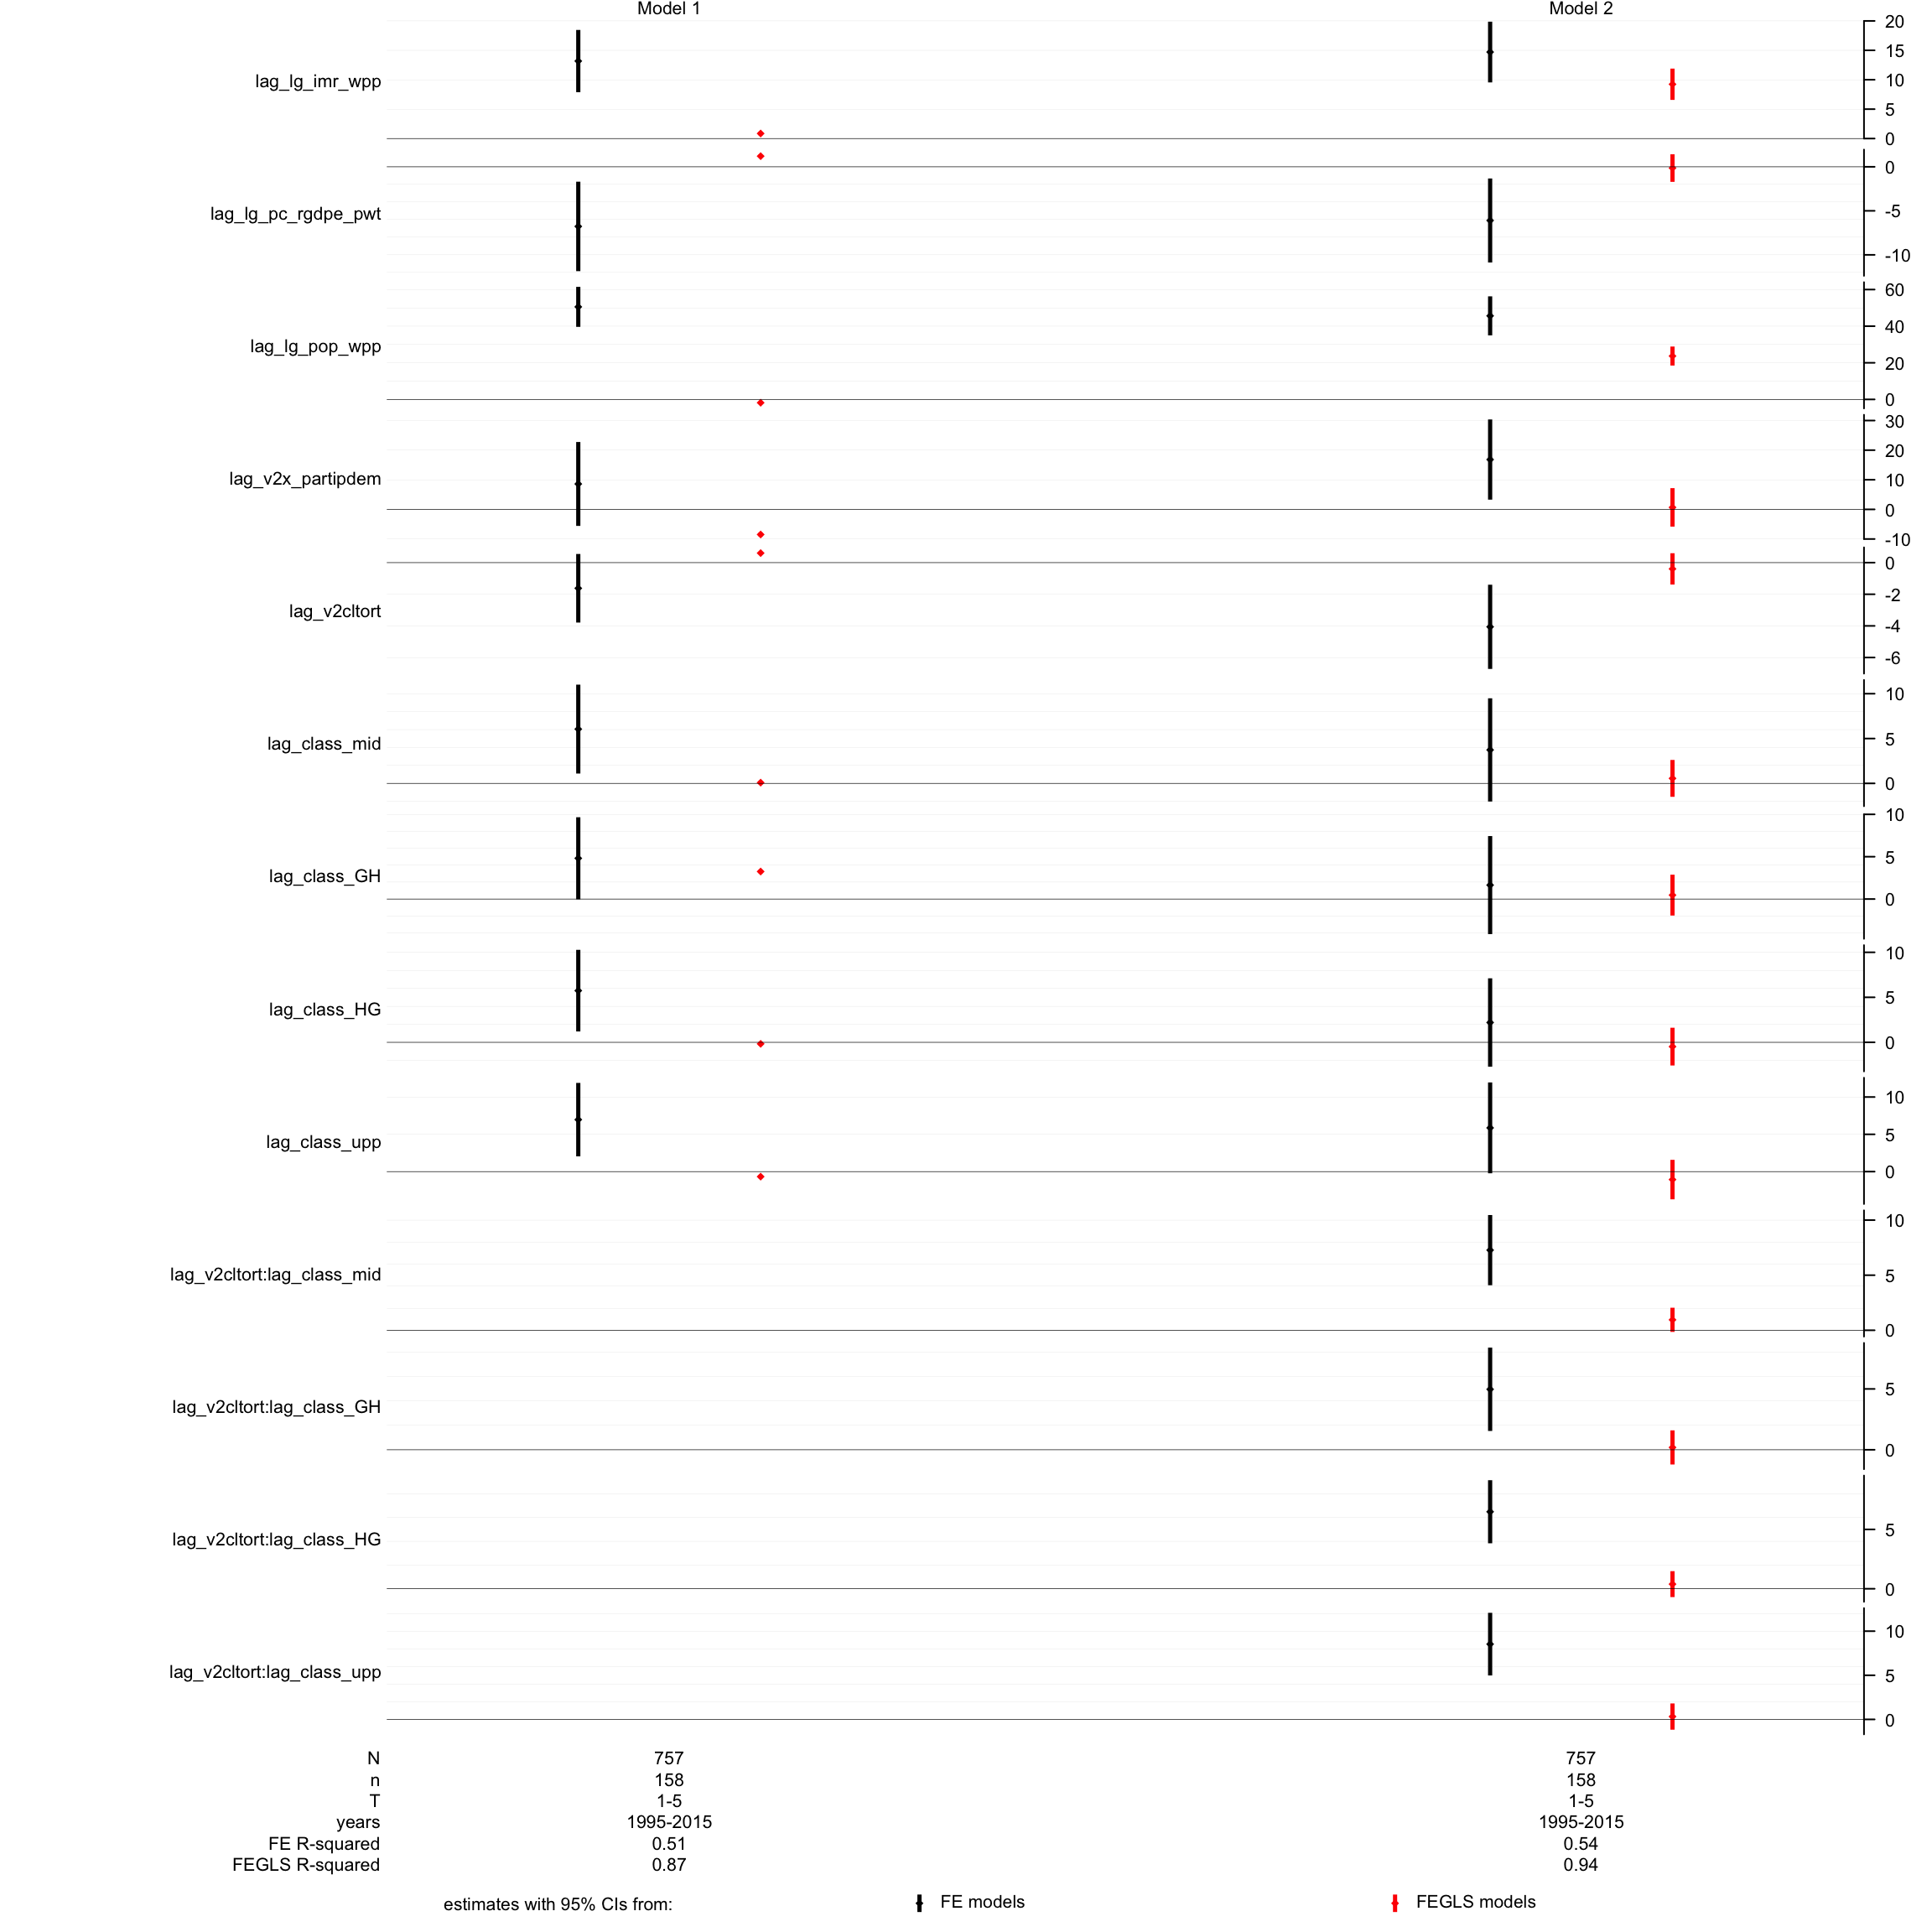 Model 1 Model 2
lag_lg_imr_wpp
20
15
10
5
0
lag_lg_pc_rgdpe_pwt
0
-5
-10
lag_lg_pop_wpp
60
40
20
0
lag_v2x_partipdem
30
20
10
0
-10
lag_v2cltort
0
-2
-4
-6
lag_class_mid
10
5
0
lag_class_GH
10
5
0
lag_class_HG
10
5
0
lag_class_upp
10
5
0
lag_v2cltort:lag_class_mid
10
5
0
lag_v2cltort:lag_class_GH
5
0
lag_v2cltort:lag_class_HG
5
0
lag_v2cltort:lag_class_upp
10
5
0
N 757 757
n 158 158
T 1-5 1-5
years 1995-2015 1995-2015
FE R-squared 0.51 0.54
FEGLS R-squared 0.87 0.94
estimates with 95% CIs from: FE models FEGLS models